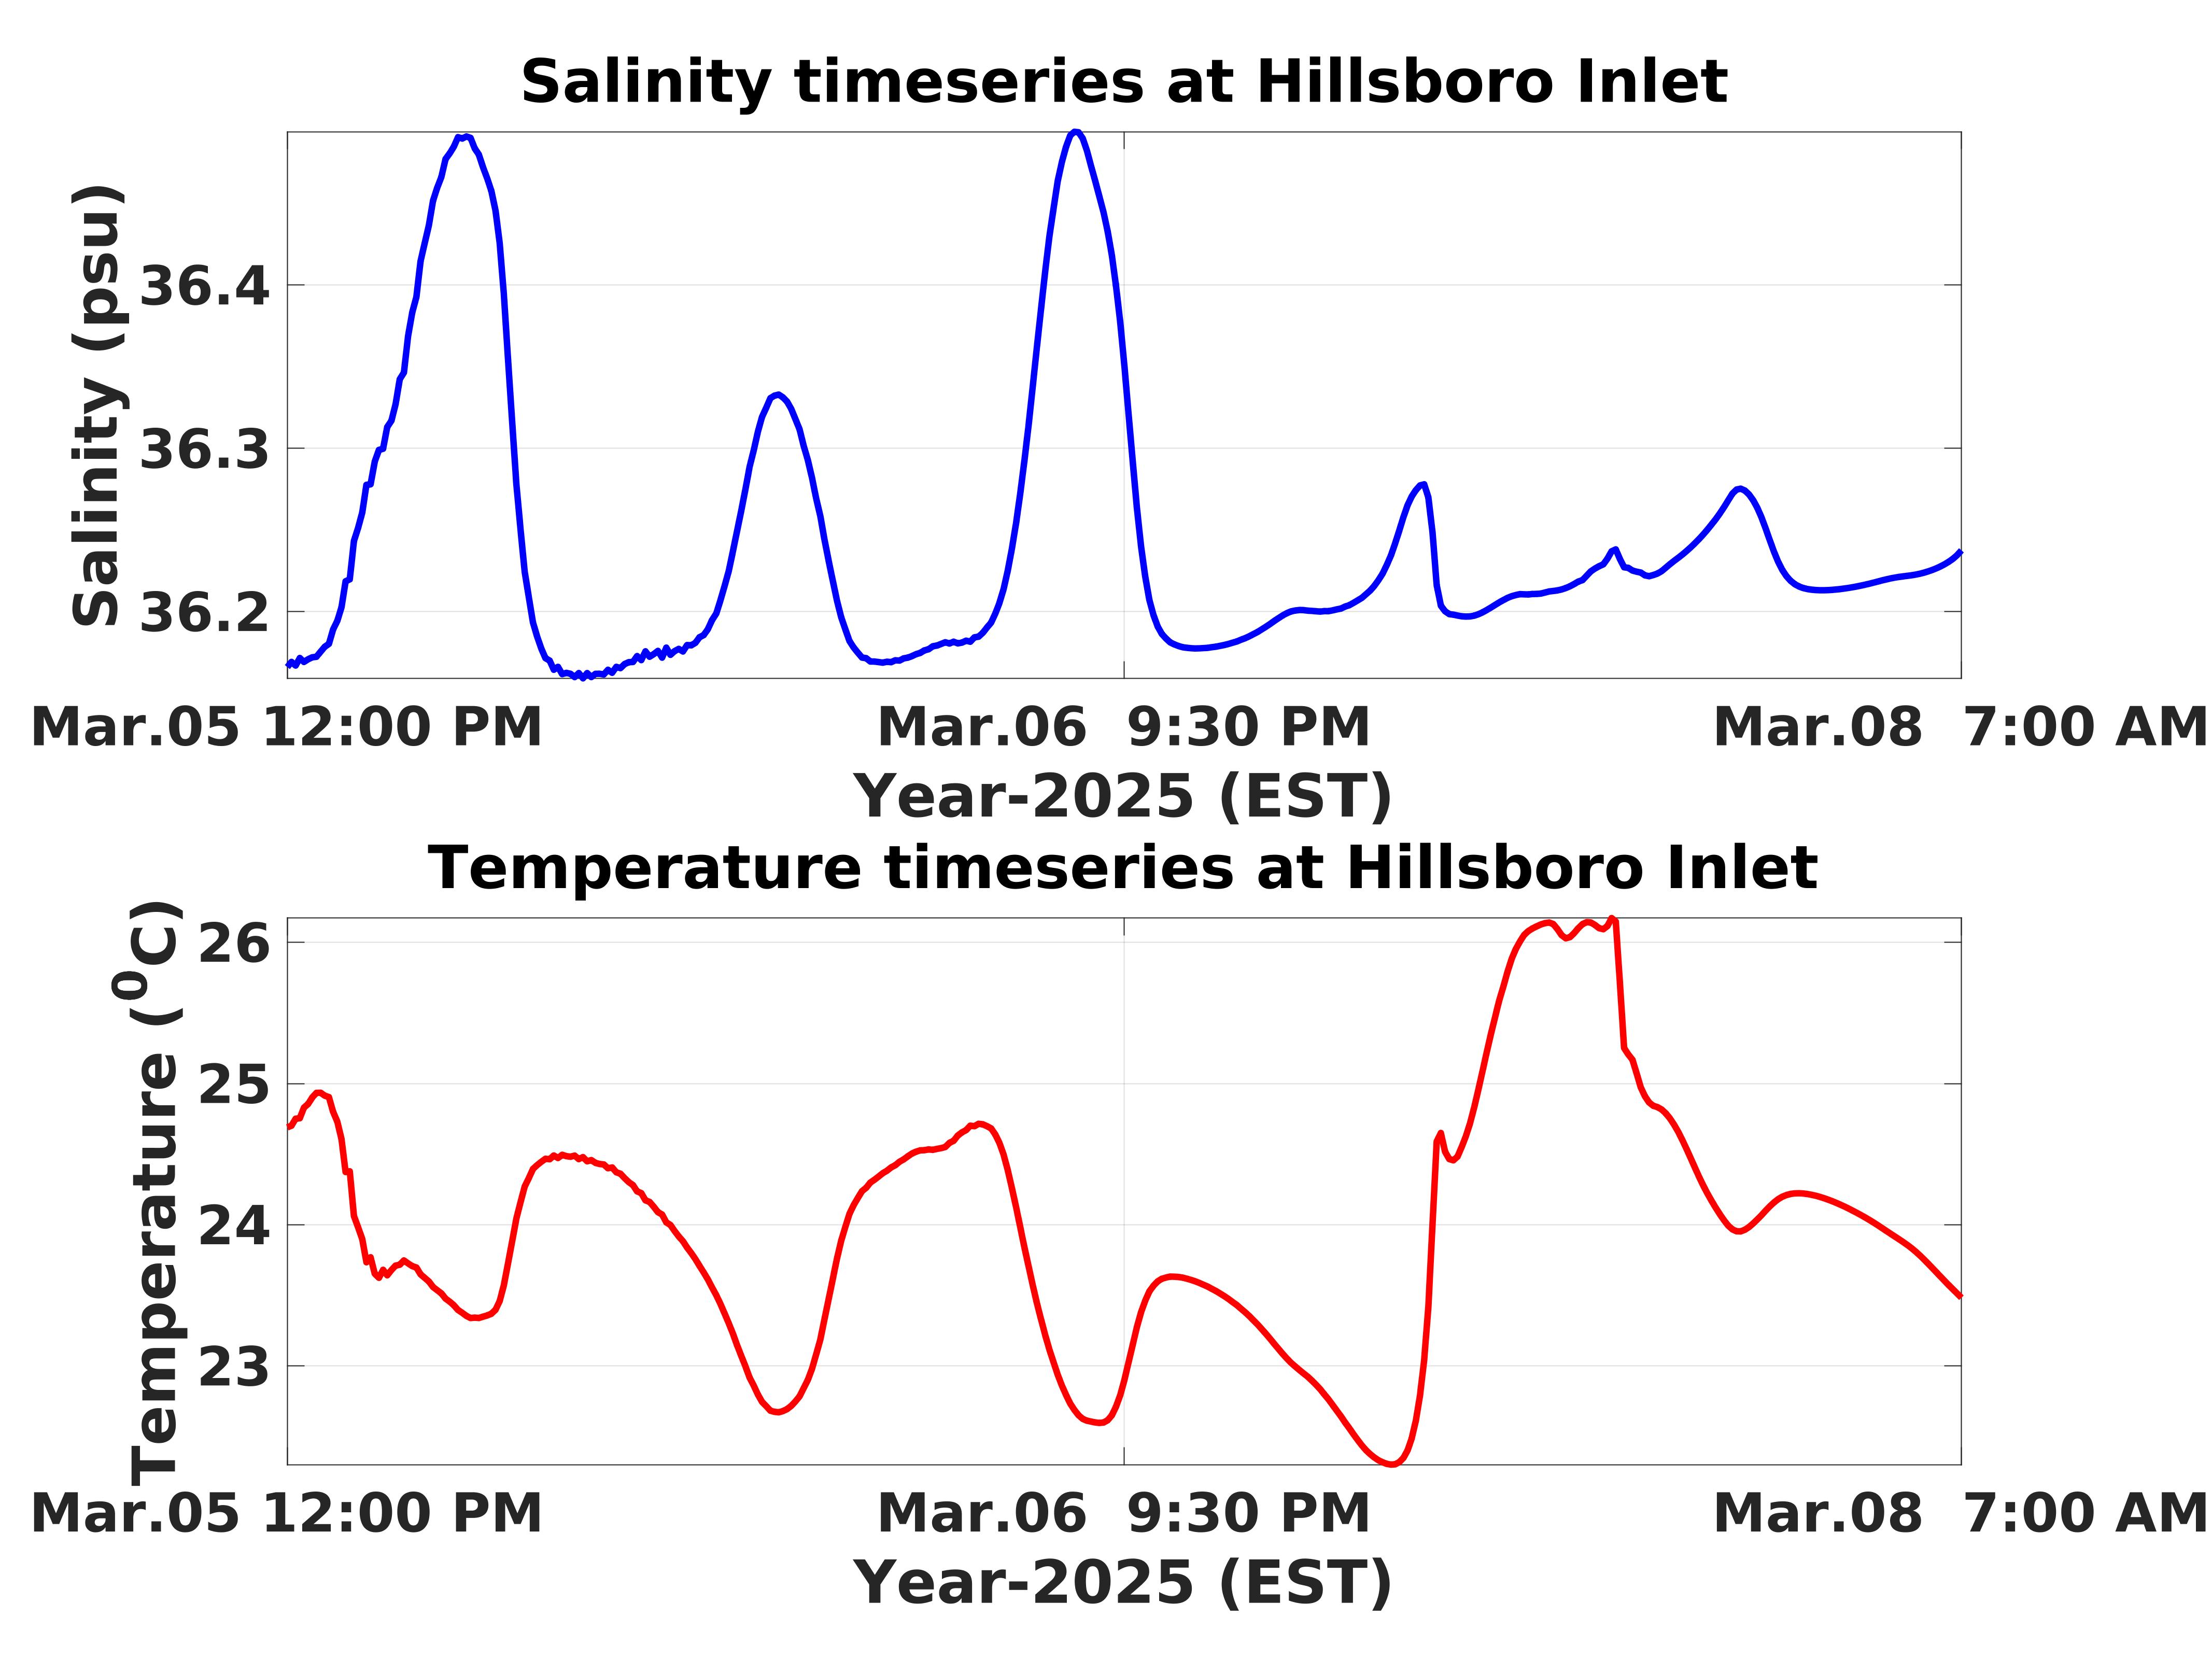 Salinity timeseries at Hillsboro Inlet
Salinity (psu)
36.4
36.3
36.2
Mar.05 12:00 PM
Mar.06 9:30 PM
Mar.08 7:00 AM
Year-2025 (EST)
Temperature timeseries at Hillsboro Inlet
Temperature (⁰C)
26
25
24
23
Mar.05 12:00 PM
Mar.06 9:30 PM
Mar.08 7:00 AM
Year-2025 (EST)